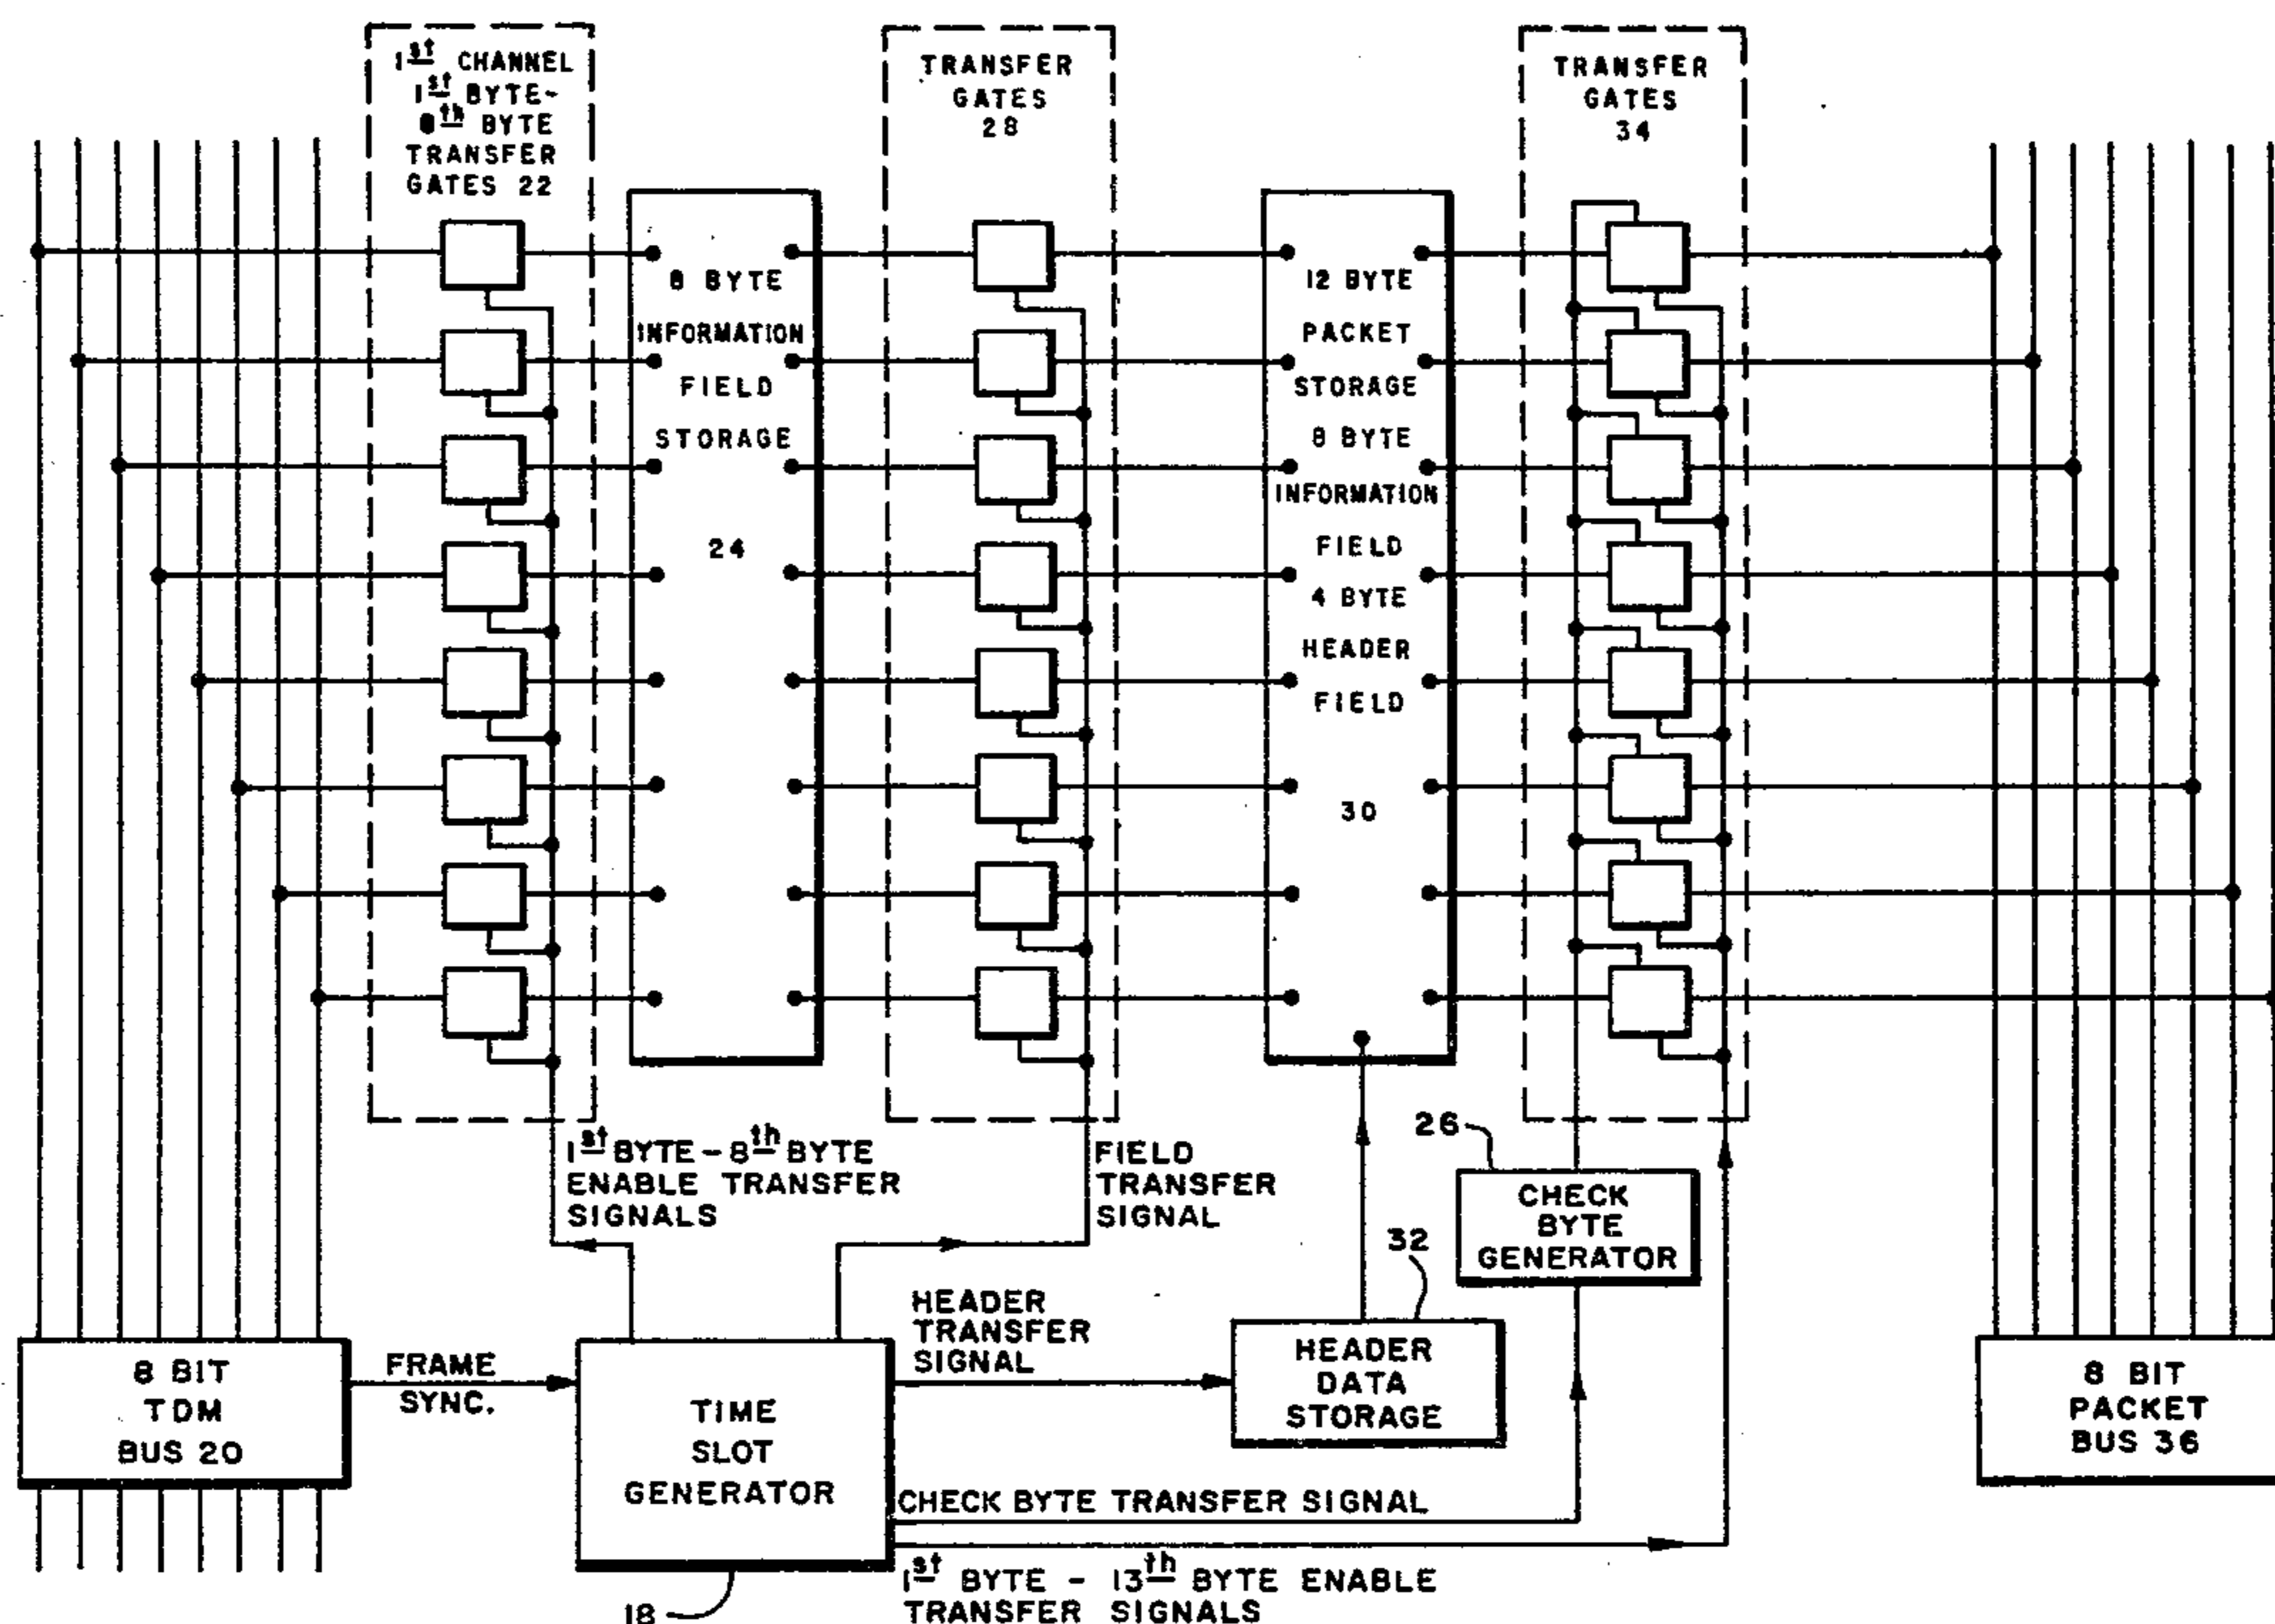 1st CHANNEL
1st BYTE-
8th BYTE
TRANSFER
GATES 22
TRANSFER
GATES
28
TRANSFER
GATES
34
8 BYTE
INFORMATION
FIELD
STORAGE
24
12 BYTE
PACKET
STORAGE
8 BYTE
INFORMATION
FIELD
4 BYTE
HEADER
FIELD
30
1st BYTE - 8th BYTE
ENABLE TRANSFER
SIGNALS
FIELD
TRANSFER
SIGNAL
26
CHECK
BYTE
GENERATOR
32
HEADER
DATA
STORAGE
HEADER
TRANSFER
SIGNAL
8 BIT
TDM
BUS 20
FRAME
SYNC.
TIME
SLOT
GENERATOR
18
CHECK BYTE TRANSFER SIGNAL
1st BYTE - 13th BYTE ENABLE
TRANSFER SIGNALS
8 BIT
PACKET
BUS 36